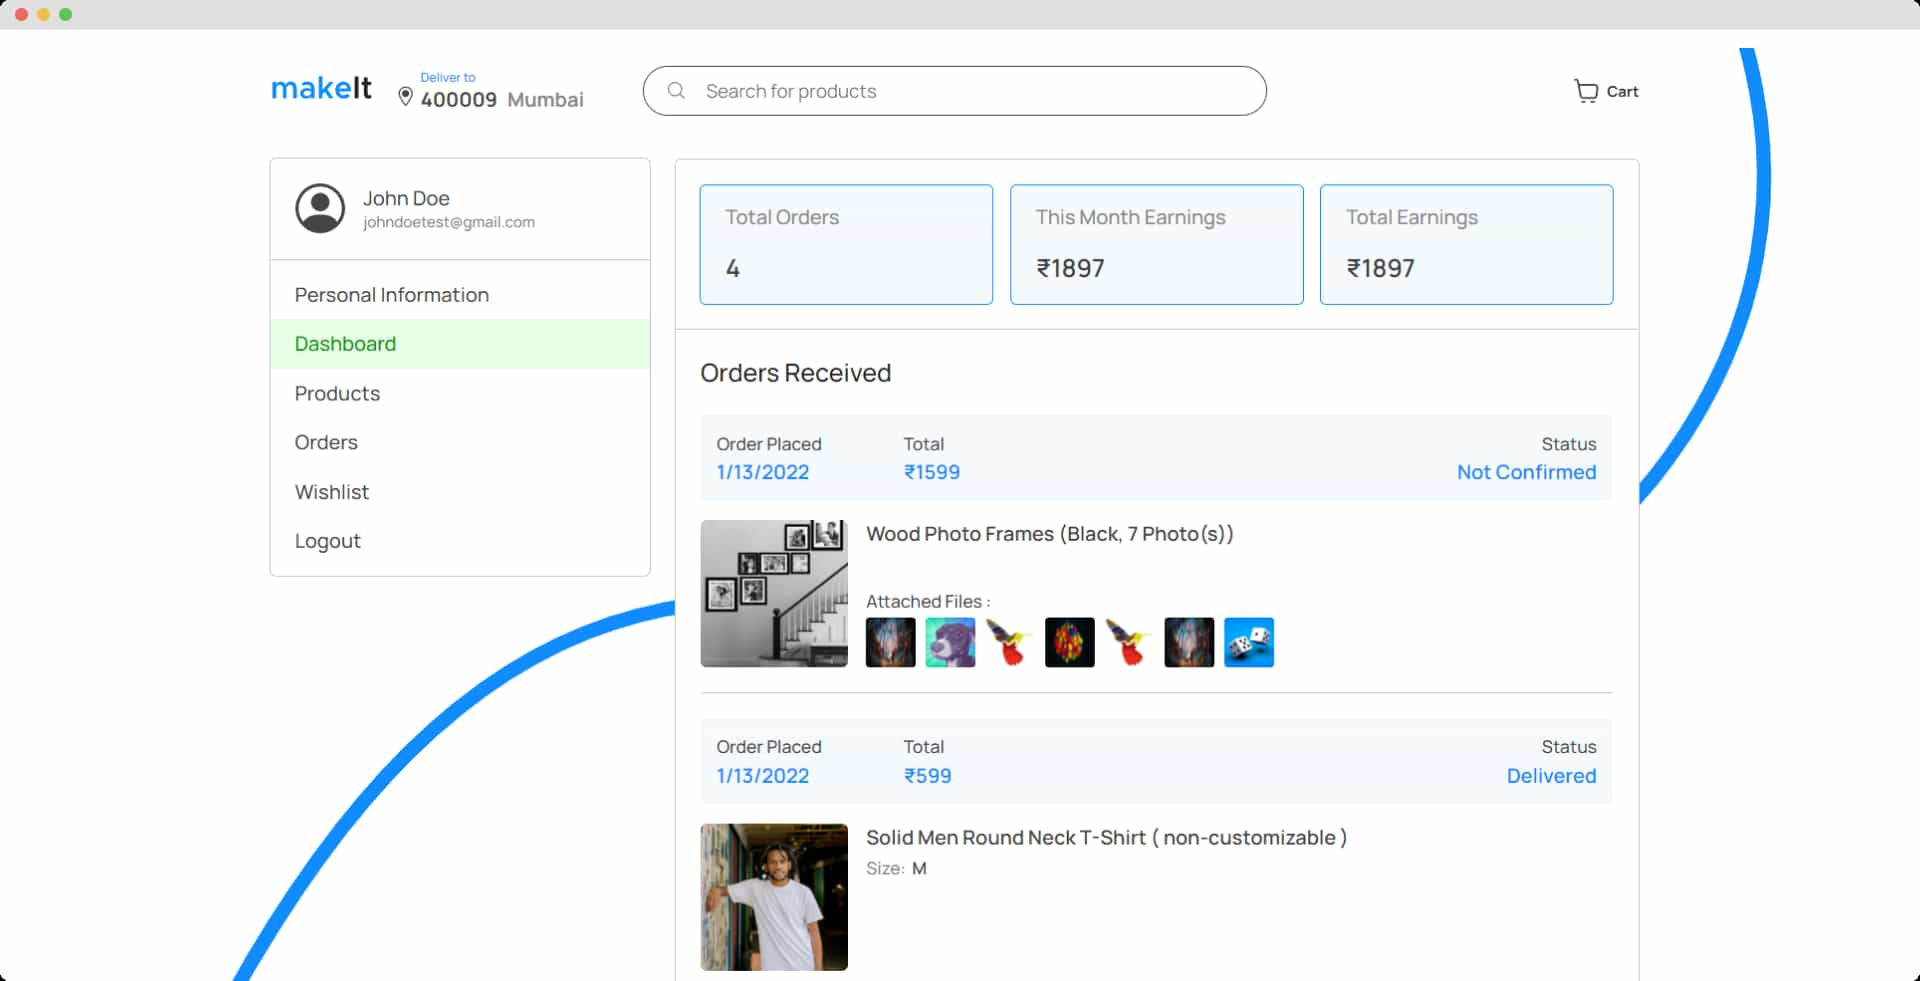 makeIt
Deliver to
400009 Mumbai
Search for products
Cart
John Doe
johndoetest@gmail.com
Personal Information
Dashboard
Products
Orders
Wishlist
Logout
Total Orders
4
This Month Earnings
₹1897
Total Earnings
₹1897
Orders Received
Order Placed Total Status
1/13/2022 ₹1599 Not Confirmed
Wood Photo Frames (Black, 7 Photo(s))
Attached Files :
Order Placed Total Status
1/13/2022 ₹599 Delivered
Solid Men Round Neck T-Shirt ( non-customizable )
Size: M